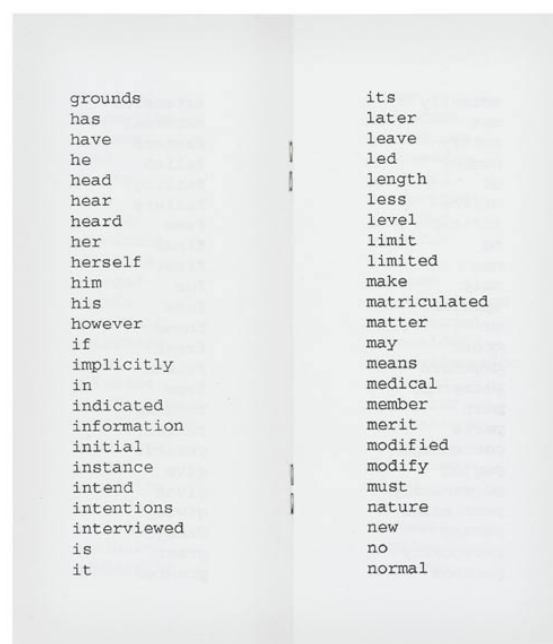 grounds
has
have
he
head
hear
heard
her
herself
him
his
however
if
implicitly
in
indicated
information
initial
instance
intend
intentions
interviewed
is
it
its
later
leave
led
length
less
level
limit
limited
make
matriculated
matter
may
means
medical
member
merit
modified
modify
must
nature
new
no
normal